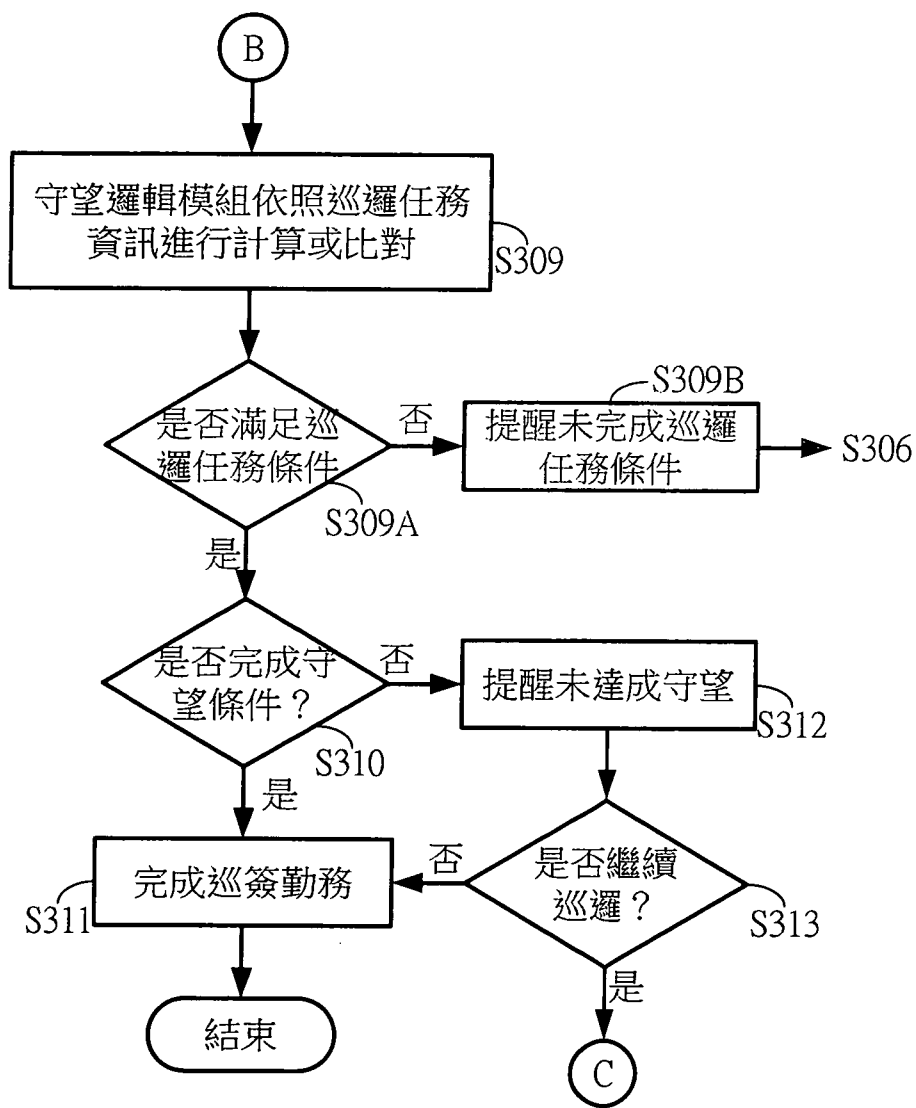 B
守望邏輯模組依照巡邏任務
資訊進行計算或比對
S309
是否滿足巡
邏任務條件
S309A
否
S309B
提醒未完成巡邏
任務條件
S306
是
是否完成守
望條件？
S310
否
提醒未達成守望
S312
是
完成巡簽勤務
S311
否
是否繼續
巡邏？
S313
結束
是
C